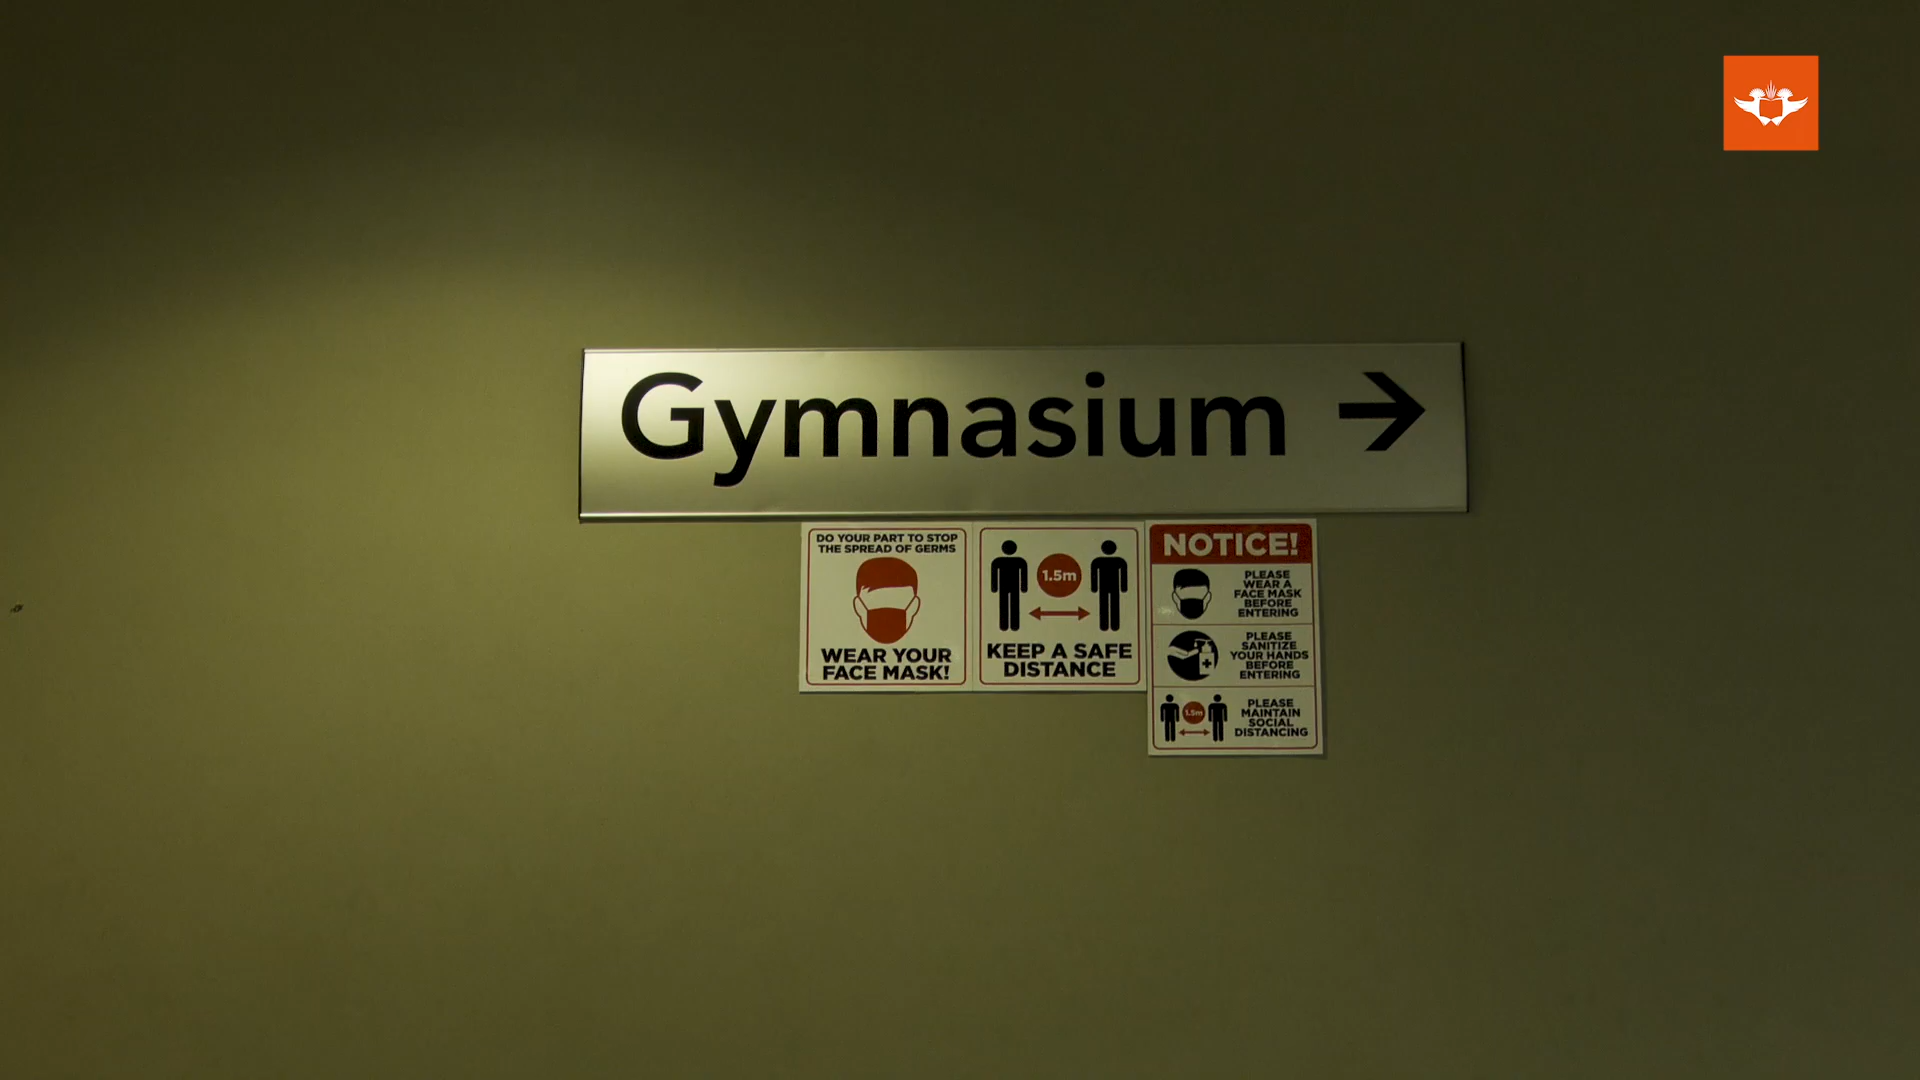 Gymnasium →
DO YOUR PART TO STOP
THE SPREAD OF GERMS
WEAR YOUR
FACE MASK!
1.5m
KEEP A SAFE
DISTANCE
NOTICE!
PLEASE
WEAR A
FACE MASK
BEFORE
ENTERING
PLEASE
SANITIZE
YOUR HANDS
BEFORE
ENTERING
1.5m
PLEASE
MAINTAIN
SOCIAL
DISTANCING